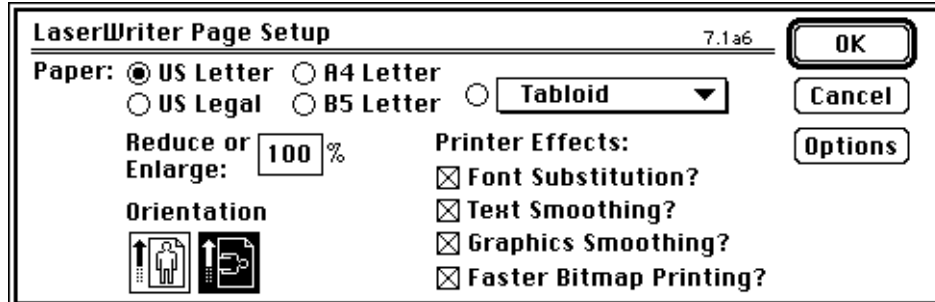 LaserWriter Page Setup 7.1a6 OK
Paper: US Letter A4 Letter
US Legal B5 Letter Tabloid Cancel
Reduce or 100 % Printer Effects: Options
Enlarge: Font Substitution?
Orientation Text Smoothing?
Graphics Smoothing?
Faster Bitmap Printing?